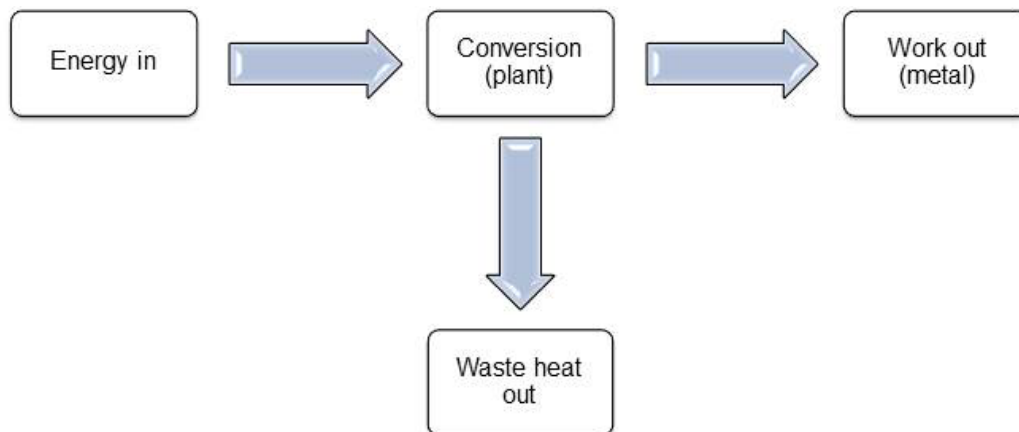 Energy in
Conversion
(plant)
Work out
(metal)
Waste heat
out